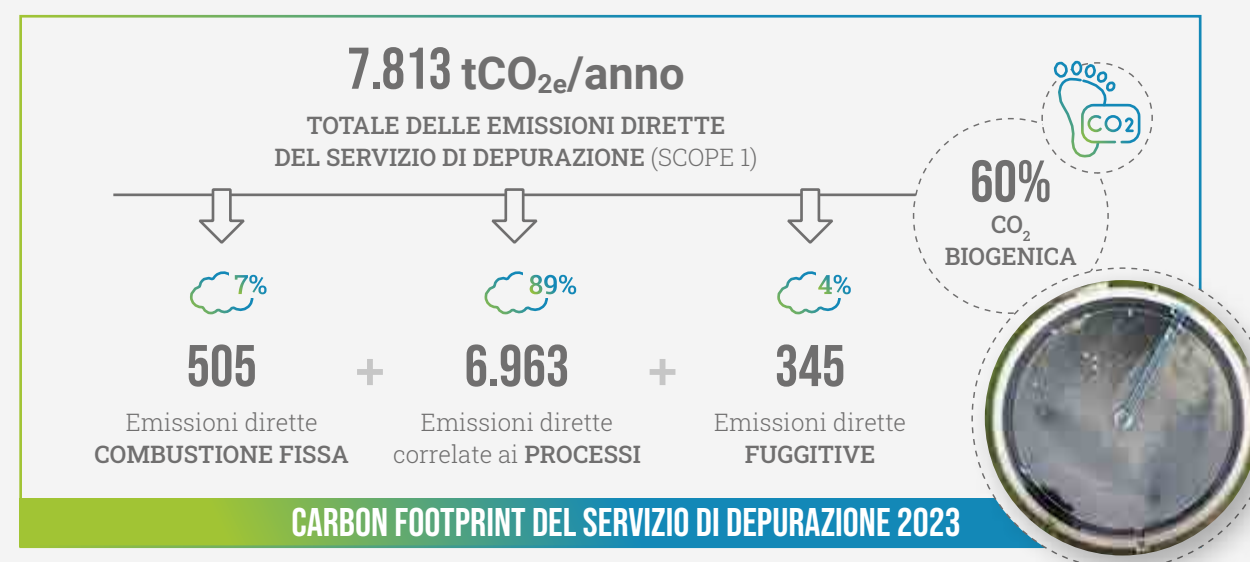 7.813 tCO2e/anno
TOTALE DELLE EMISSIONI DIRETTE
DEL SERVIZIO DI DEPURAZIONE (SCOPE 1)
CO2
60%
CO2
BIOGENICA
7%
89%
4%
505 + 6.963 + 345
Emissioni dirette
COMBUSTIONE FISSA
Emissioni dirette
correlate ai PROCESSI
Emissioni dirette
FUGGITIVE
CARBON FOOTPRINT DEL SERVIZIO DI DEPURAZIONE 2023